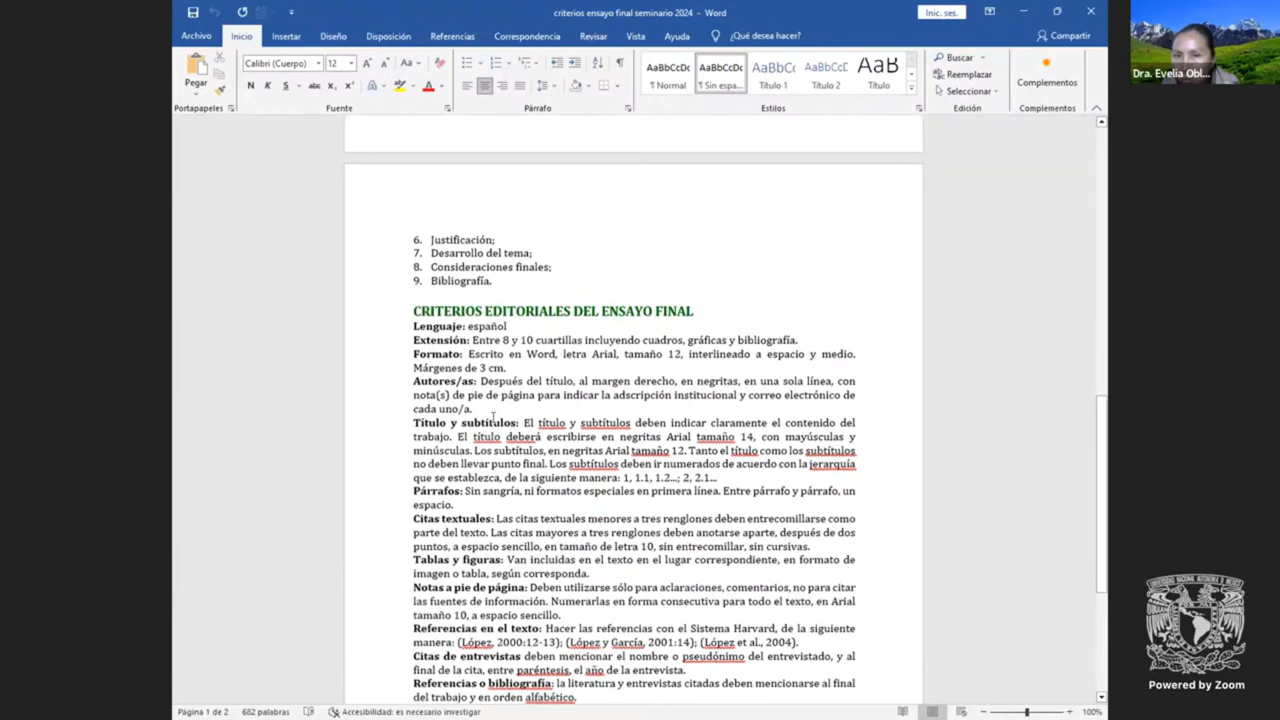 criterios ensayo final seminario 2024 - Word
Inic. ses.
Archivo Inicio Insertar Diseño Disposición Referencias Correspondencia Revisar Vista Ayuda ¿Qué desea hacer? Compartir
Dra. Evelia Obl...
Calibri (Cuerpo) 12
Pegar
N K S abc x₂ x²
AaBbCcDc AaBbCcDc AaBbCc AaBbCcC AaB
¶ Normal ¶ Sin espa... Título 1 Título 2 Título
Buscar
Reemplazar
Seleccionar
Complementos
Portapapeles Fuente Párrafo Estilos Edición Complementos
6. Justificación;
7. Desarrollo del tema;
8. Consideraciones finales;
9. Bibliografía.
CRITERIOS EDITORIALES DEL ENSAYO FINAL
Lenguaje: español
Extensión: Entre 8 y 10 cuartillas incluyendo cuadros, gráficas y bibliografía.
Formato: Escrito en Word, letra Arial, tamaño 12, interlineado a espacio y medio.
Márgenes de 3 cm.
Autores/as: Después del título, al margen derecho, en negritas, en una sola línea, con
nota(s) de pie de página para indicar la adscripción institucional y correo electrónico de
cada uno/a.
Título y subtítulos: El título y subtítulos deben indicar claramente el contenido del
trabajo. El título deberá escribirse en negritas Arial tamaño 14, con mayúsculas y
minúsculas. Los subtítulos, en negritas Arial tamaño 12. Tanto el título como los subtítulos
no deben llevar punto final. Los subtítulos deben ir numerados de acuerdo con la jerarquía
que se establezca, de la siguiente manera: 1, 1.1, 1.2...; 2, 2.1...
Párrafos: Sin sangría, ni formatos especiales en primera línea. Entre párrafo y párrafo, un
espacio.
Citas textuales: Las citas textuales menores a tres renglones deben entrecomillarse como
parte del texto. Las citas mayores a tres renglones deben anotarse aparte, después de dos
puntos, a espacio sencillo, en tamaño de letra 10, sin entrecomillar, sin cursivas.
Tablas y figuras: Van incluidas en el texto en el lugar correspondiente, en formato de
imagen o tabla, según corresponda.
Notas a pie de página: Deben utilizarse sólo para aclaraciones, comentarios, no para citar
las fuentes de información. Numerarlas en forma consecutiva para todo el texto, en Arial
tamaño 10, a espacio sencillo.
Referencias en el texto: Hacer las referencias con el Sistema Harvard, de la siguiente
manera: (López, 2000:12-13); (López y García, 2001:14); (López et al., 2004).
Citas de entrevistas deben mencionar el nombre o pseudónimo del entrevistado, y al
final de la cita, entre paréntesis, el año de la entrevista.
Referencias o bibliografía: la literatura y entrevistas citadas deben mencionarse al final
del trabajo y en orden alfabético.
Powered by Zoom
Página 1 de 2 682 palabras Accesibilidad: es necesario investigar 100%